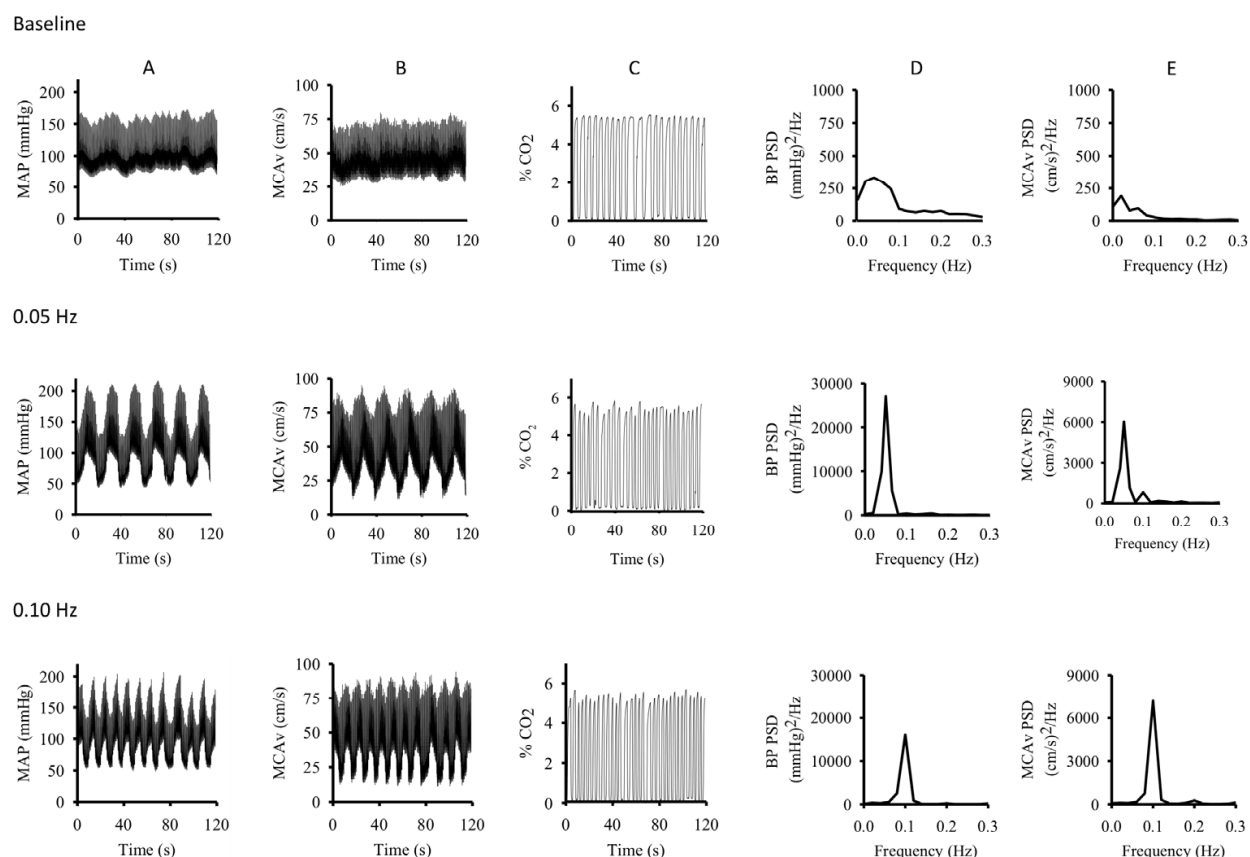 Baseline
A
B
C
D
E
MAP (mmHg)
200
150
100
50
0
0 40 80 120
Time (s)
MCAv (cm/s)
100
75
50
25
0
0 40 80 120
Time (s)
% CO2
6
4
2
0
0 40 80 120
Time (s)
BP PSD
(mmHg)2/Hz
1000
750
500
250
0
0.0 0.1 0.2 0.3
Frequency (Hz)
MCAv PSD
(cm/s)2/Hz
1000
750
500
250
0
0.0 0.1 0.2 0.3
Frequency (Hz)
0.05 Hz
MAP (mmHg)
200
150
100
50
0
0 40 80 120
Time (s)
MCAv (cm/s)
100
75
50
25
0
0 40 80 120
Time (s)
% CO2
6
4
2
0
0 40 80 120
Time (s)
BP PSD
(mmHg)2/Hz
30000
20000
10000
0
0.0 0.1 0.2 0.3
Frequency (Hz)
MCAv PSD
(cm/s)2/Hz
9000
6000
3000
0
0.0 0.1 0.2 0.3
Frequency (Hz)
0.10 Hz
MAP (mmHg)
200
150
100
50
0
0 40 80 120
Time (s)
MCAv (cm/s)
100
75
50
25
0
0 40 80 120
Time (s)
% CO2
6
4
2
0
0 40 80 120
Time (s)
BP PSD
(mmHg)2/Hz
30000
20000
10000
0
0.0 0.1 0.2 0.3
Frequency (Hz)
MCAv PSD
(cm/s)2/Hz
9000
6000
3000
0
0.0 0.1 0.2 0.3
Frequency (Hz)